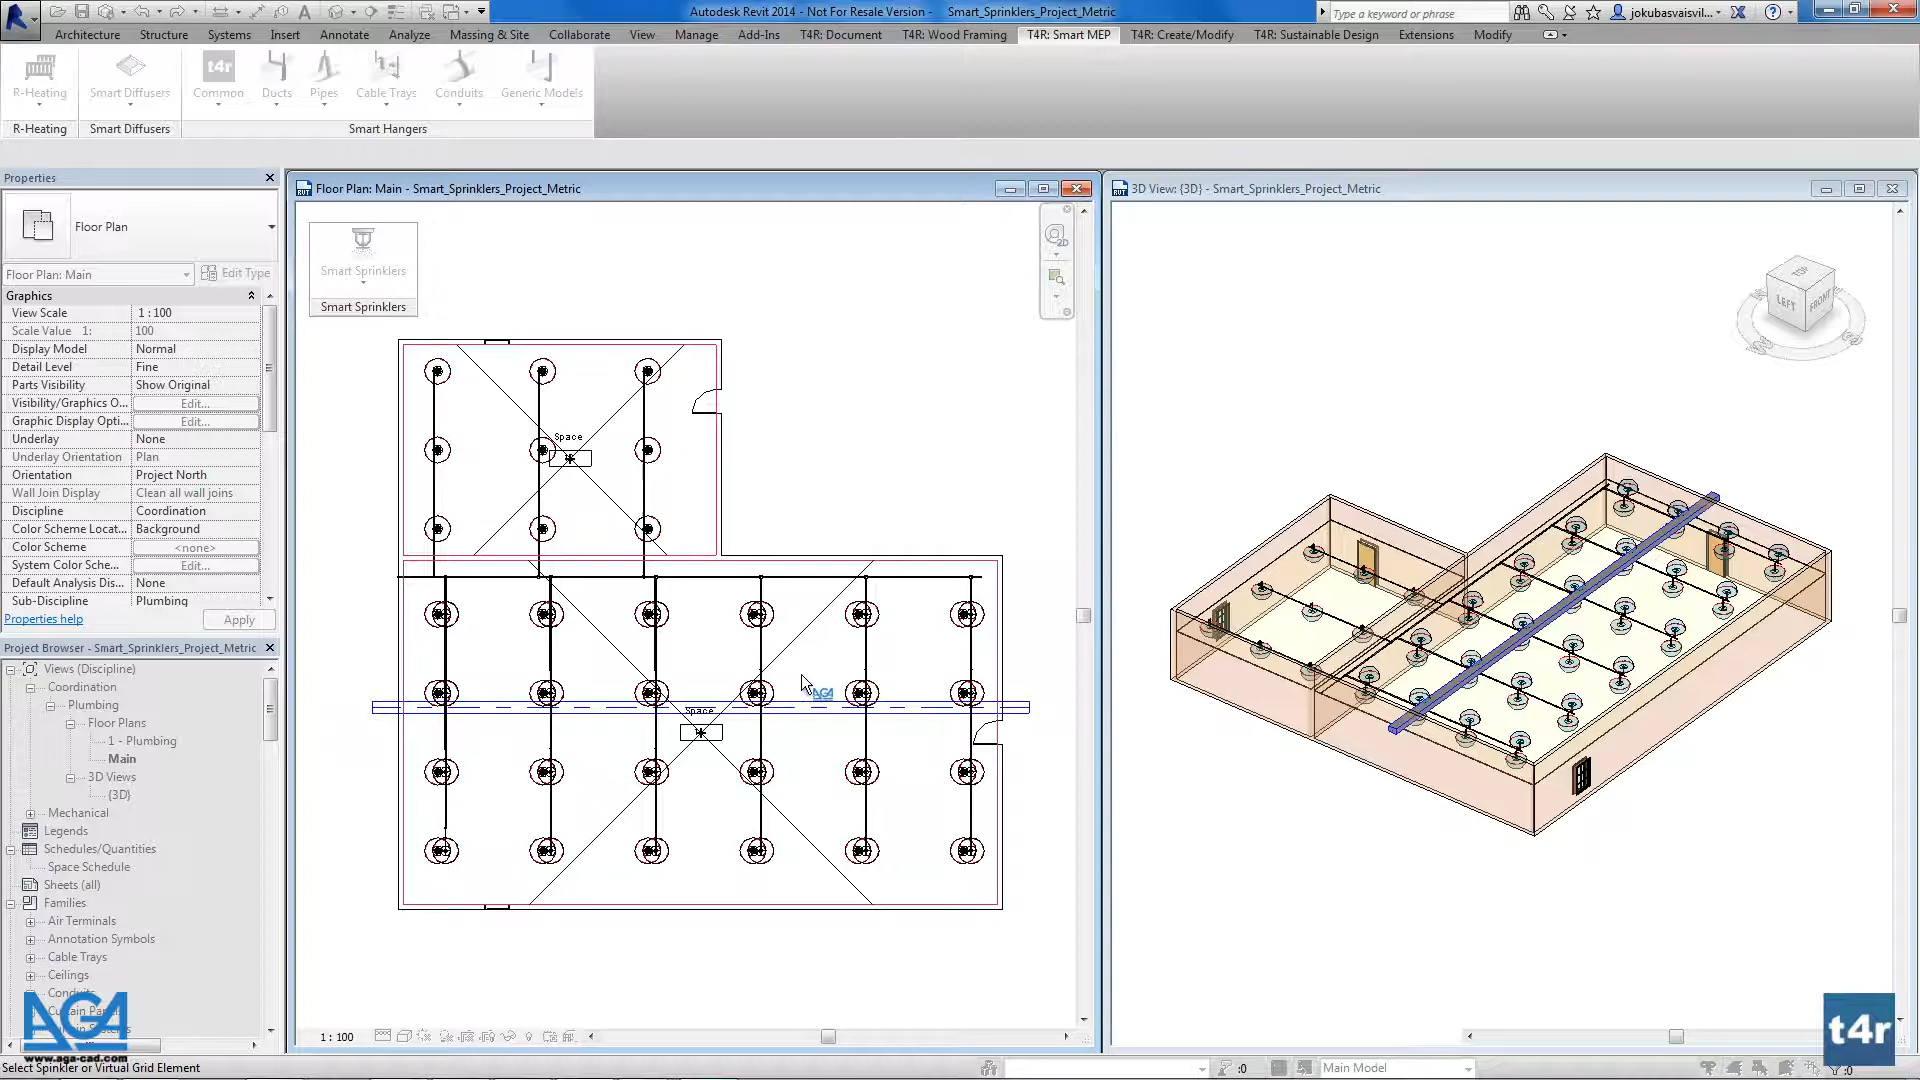 Autodesk Revit 2014 - Not For Resale Version -    Smart_Sprinklers_Project_Metric
Type a keyword or phrase
jokubasvaisvil...
Architecture Structure Systems Insert Annotate Analyze Massing & Site Collaborate View Manage Add-Ins T4R: Document T4R: Wood Framing T4R: Smart MEP T4R: Create/Modify T4R: Sustainable Design Extensions Modify
t4r
R-Heating Smart Diffusers Common Ducts Pipes Cable Trays Conduits Generic Models
R-Heating Smart Diffusers Smart Hangers
Properties
Floor Plan
Floor Plan: Main Edit Type
Graphics
View Scale 1 : 100
Scale Value 1: 100
Display Model Normal
Detail Level Fine
Parts Visibility Show Original
Visibility/Graphics O... Edit...
Graphic Display Opti... Edit...
Underlay None
Underlay Orientation Plan
Orientation Project North
Wall Join Display Clean all wall joins
Discipline Coordination
Color Scheme Locat... Background
Color Scheme <none>
System Color Sche... Edit...
Default Analysis Dis... None
Sub-Discipline Plumbing
Properties help Apply
Project Browser - Smart_Sprinklers_Project_Metric
Views (Discipline)
Coordination
Plumbing
Floor Plans
1 - Plumbing
Main
3D Views
{3D}
Mechanical
Legends
Schedules/Quantities
Space Schedule
Sheets (all)
Families
Air Terminals
Annotation Symbols
Cable Trays
Ceilings
AGA
www.aga-cad.com
Select Spinkler or Virtual Grid Element
Floor Plan: Main - Smart_Sprinklers_Project_Metric
2D
Smart Sprinklers
Smart Sprinklers
Space
AGA
Space
1 : 100
3D View: {3D} - Smart_Sprinklers_Project_Metric
TOP
LEFT
FRONT
t4r
:0
Main Model
:0